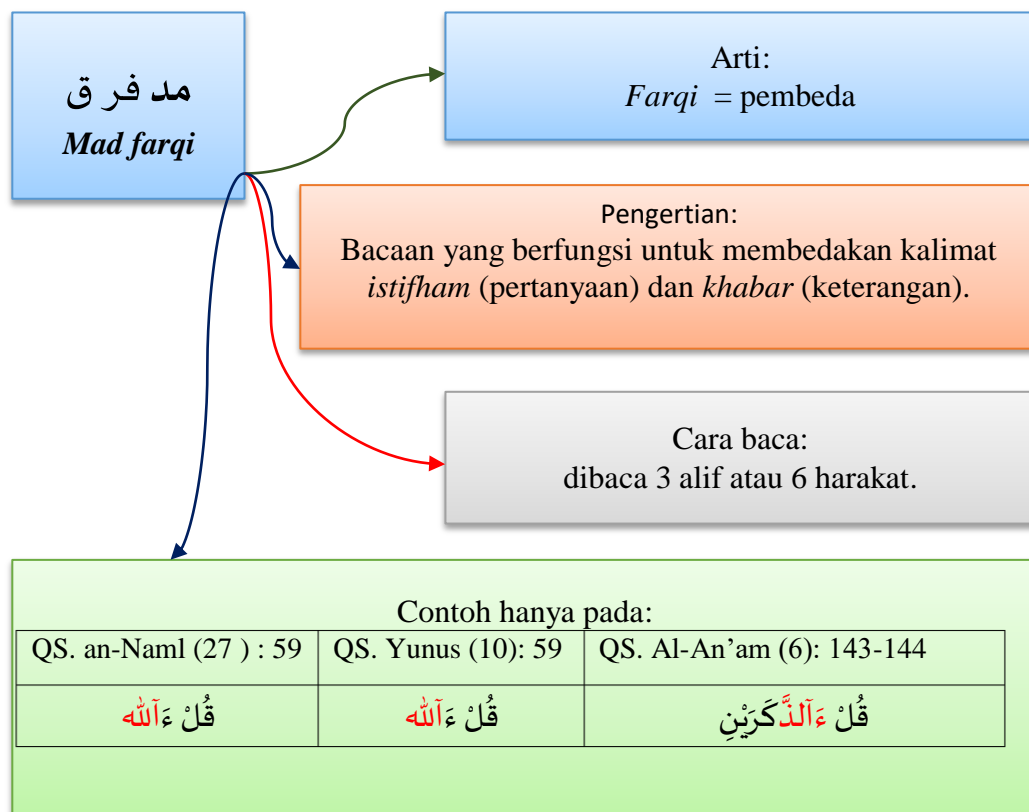 مد فر ق
Mad farqi
Arti:
Farqi = pembeda
Pengertian:
Bacaan yang berfungsi untuk membedakan kalimat
istifham (pertanyaan) dan khabar (keterangan).
Cara baca:
dibaca 3 alif atau 6 harakat.
Contoh hanya pada:
QS. an-Naml (27 ) : 59 QS. Yunus (10): 59 QS. Al-An’am (6): 143-144
قُلْ ءَآلله قُلْ ءَآلله قُلْ ءَآلذَّكَرَيْنِ